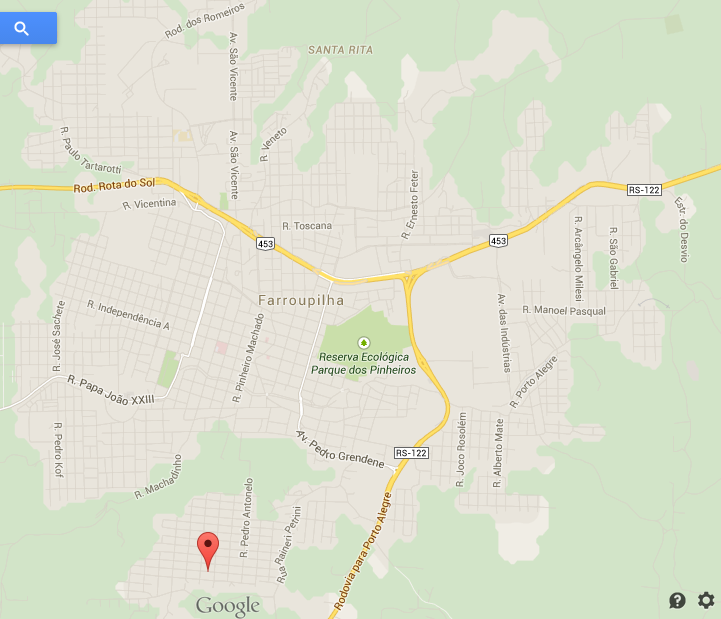 Rod. dos Romeiros
Av. São Vicente
SANTA RITA
R. Paulo Tartarotti
Av. São Vicente
R. Veneto
Rod. Rota do Sol
R. Vicentina
R. Toscana
R. Ernesto Feter
RS-122
453
453
R. Arcângelo Milesi
R. São Gabriel
Estr. do Desvio
Farroupilha
R. José Sachete
R. Independência A
R. Pinheiro Machado
Av. das Indústrias
R. Manoel Pasqual
Reserva Ecológica
Parque dos Pinheiros
R. Papa João XXIII
R. Porto Alegre
R. Pedro Kof
Av. Pedro Grendene
RS-122
R. Joco Rosolém
R. Alberto Mate
R. Machadinho
R. Pedro Antonelo
Rua Raineri Petrini
Rodovia para Porto Alegre
Google